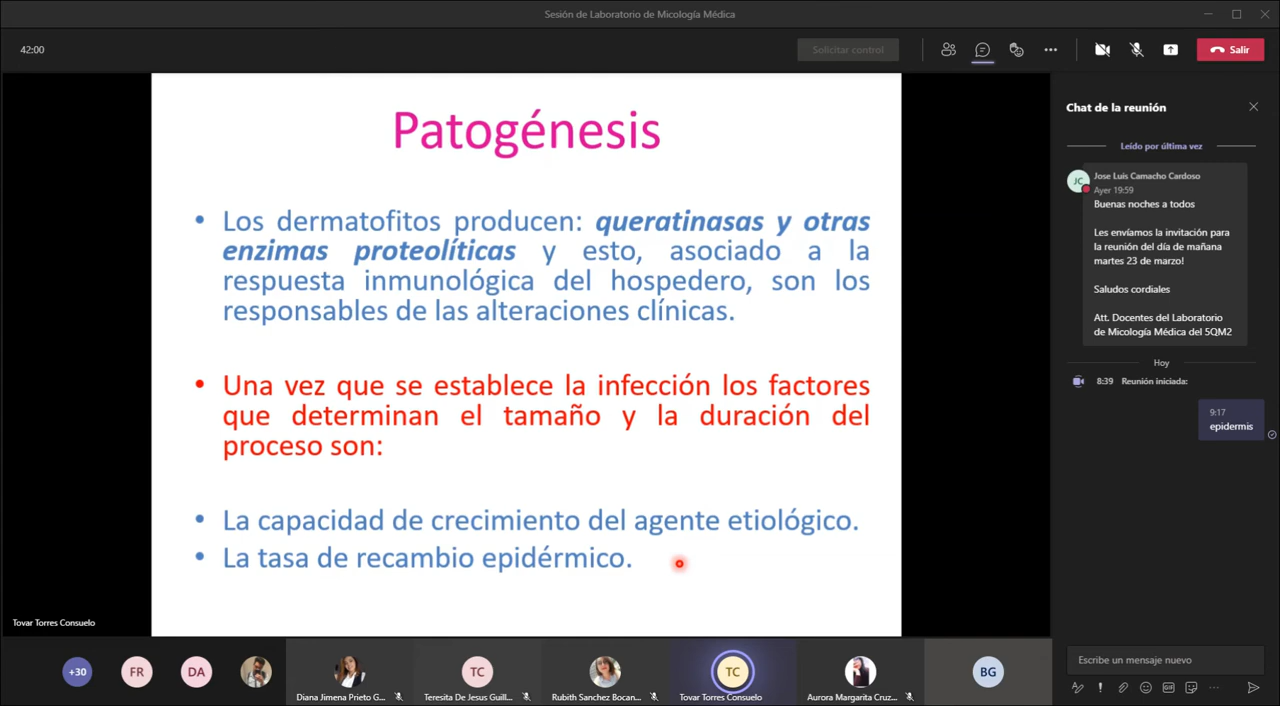 Sesión de Laboratorio de Micología Médica
42:00
Solicitar control
Salir
Patogénesis
• Los dermatofitos producen: queratinasas y otras
enzimas proteolíticas y esto, asociado a la
respuesta inmunológica del hospedero, son los
responsables de las alteraciones clínicas.
• Una vez que se establece la infección los factores
que determinan el tamaño y la duración del
proceso son:
• La capacidad de crecimiento del agente etiológico.
• La tasa de recambio epidérmico.
Tovar Torres Consuelo
Chat de la reunión
Leído por última vez
JC
Jose Luis Camacho Cardoso
Ayer 19:59
Buenas noches a todos
Les envíamos la invitación para
la reunión del día de mañana
martes 23 de marzo!
Saludos cordiales
Att. Docentes del Laboratorio
de Micología Médica del 5QM2
Hoy
8:39 Reunión iniciada:
9:17
epidermis
Escribe un mensaje nuevo
GIF
+30
FR
DA
Diana Jimena Prieto G...
TC
Teresita De Jesus Guill...
Rubith Sanchez Bocan...
TC
Tovar Torres Consuelo
Aurora Margarita Cruz...
BG